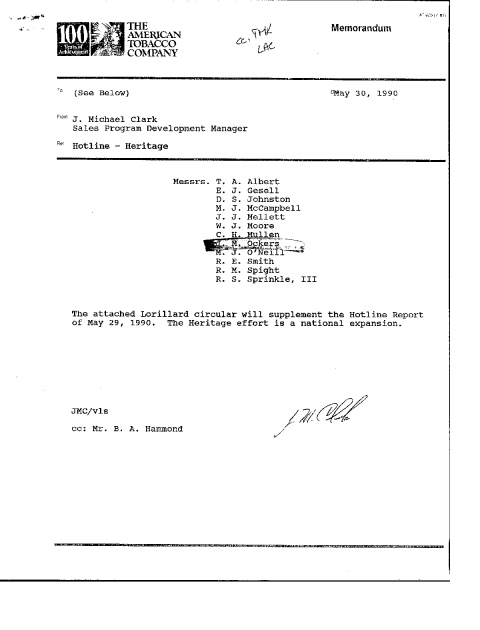 100
Years of
Achievement
THE
AMERICAN
TOBACCO
COMPANY
cc: TMK
LAC
Memorandum
To (See Below)
May 30, 1990
From J. Michael Clark
Sales Program Development Manager
Re: Hotline - Heritage
Messrs. T. A. Albert
E. J. Gesell
D. S. Johnston
M. J. McCampbell
J. J. Mellett
W. J. Moore
C. H. Mullen
J. M. Ockers
M. J. O'Neill
R. E. Smith
R. M. Spight
R. S. Sprinkle, III
The attached Lorillard circular will supplement the Hotline Report
of May 29, 1990. The Heritage effort is a national expansion.
J. M. Clark
JMC/vls
cc: Mr. B. A. Hammond